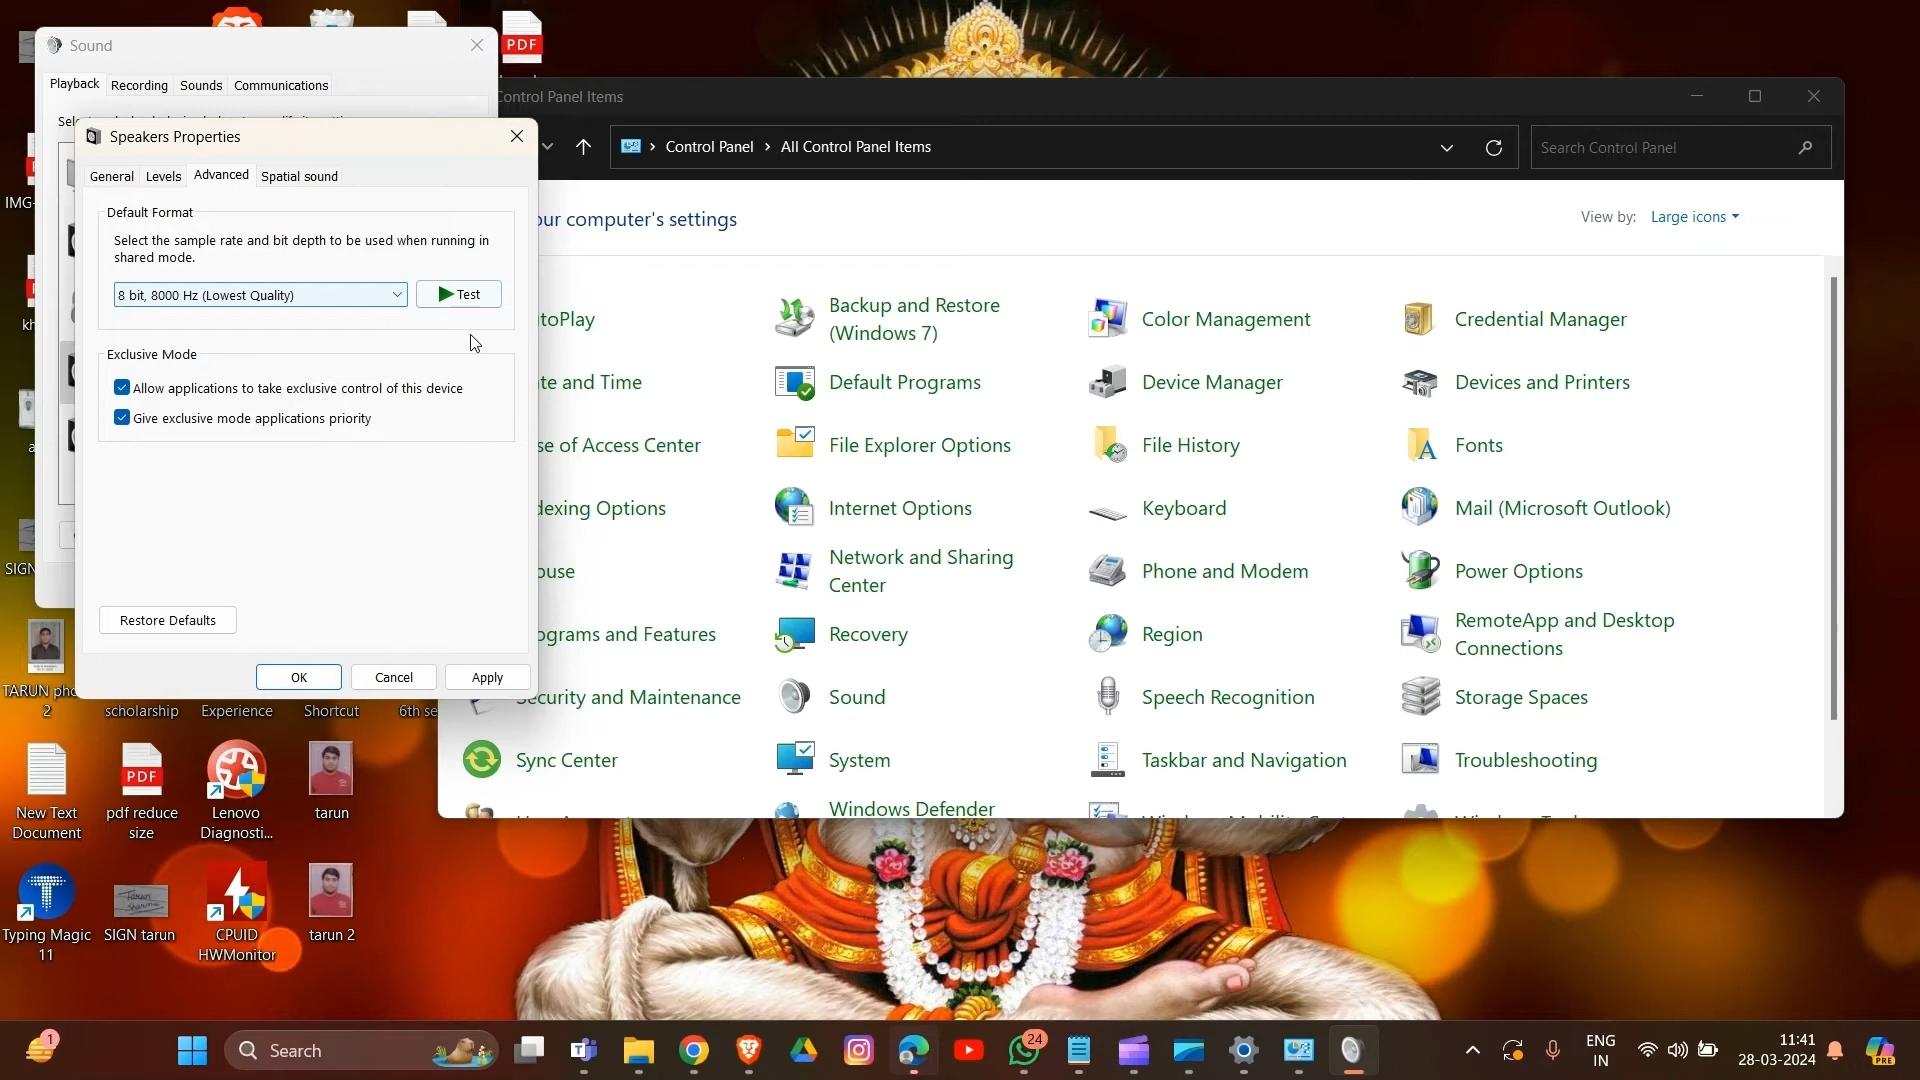 Sound
Playback
Recording
Sounds
Communications
Speakers Properties
General
Levels
Advanced
Spatial sound
Default Format
Select the sample rate and bit depth to be used when running in
shared mode.
8 bit, 8000 Hz (Lowest Quality)
Test
Exclusive Mode
Allow applications to take exclusive control of this device
Give exclusive mode applications priority
Restore Defaults
OK
Cancel
Apply
Control Panel Items
Control Panel
All Control Panel Items
Search Control Panel
our computer's settings
View by:
Large icons
toPlay
Backup and Restore
(Windows 7)
Color Management
Credential Manager
te and Time
Default Programs
Device Manager
Devices and Printers
se of Access Center
File Explorer Options
File History
Fonts
dexing Options
Internet Options
Keyboard
Mail (Microsoft Outlook)
ouse
Network and Sharing
Center
Phone and Modem
Power Options
ograms and Features
Recovery
Region
RemoteApp and Desktop
Connections
Security and Maintenance
Sound
Speech Recognition
Storage Spaces
Sync Center
System
Taskbar and Navigation
Troubleshooting
Windows Defender
PDF
IMG-
kh
SIGN
TARUN pho
2
scholarship
Experience
Shortcut
6th se
New Text
Document
PDF
pdf reduce
size
Lenovo
Diagnosti...
tarun
Typing Magic
11
SIGN tarun
CPUID
HWMonitor
tarun 2
1
Search
24
ENG
IN
11:41
28-03-2024
PRE